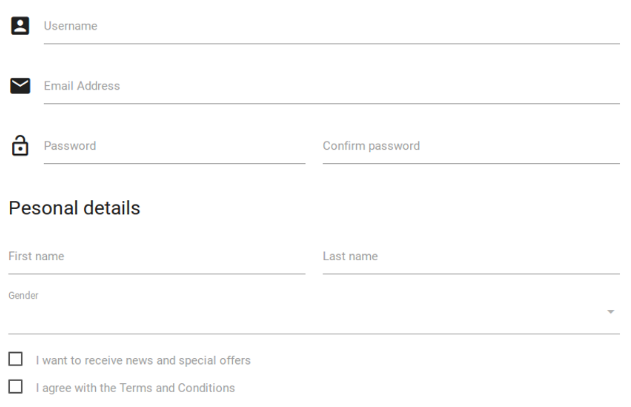 Username
Email Address
Password Confirm password
Pesonal details
First name Last name
Gender
I want to receive news and special offers
I agree with the Terms and Conditions